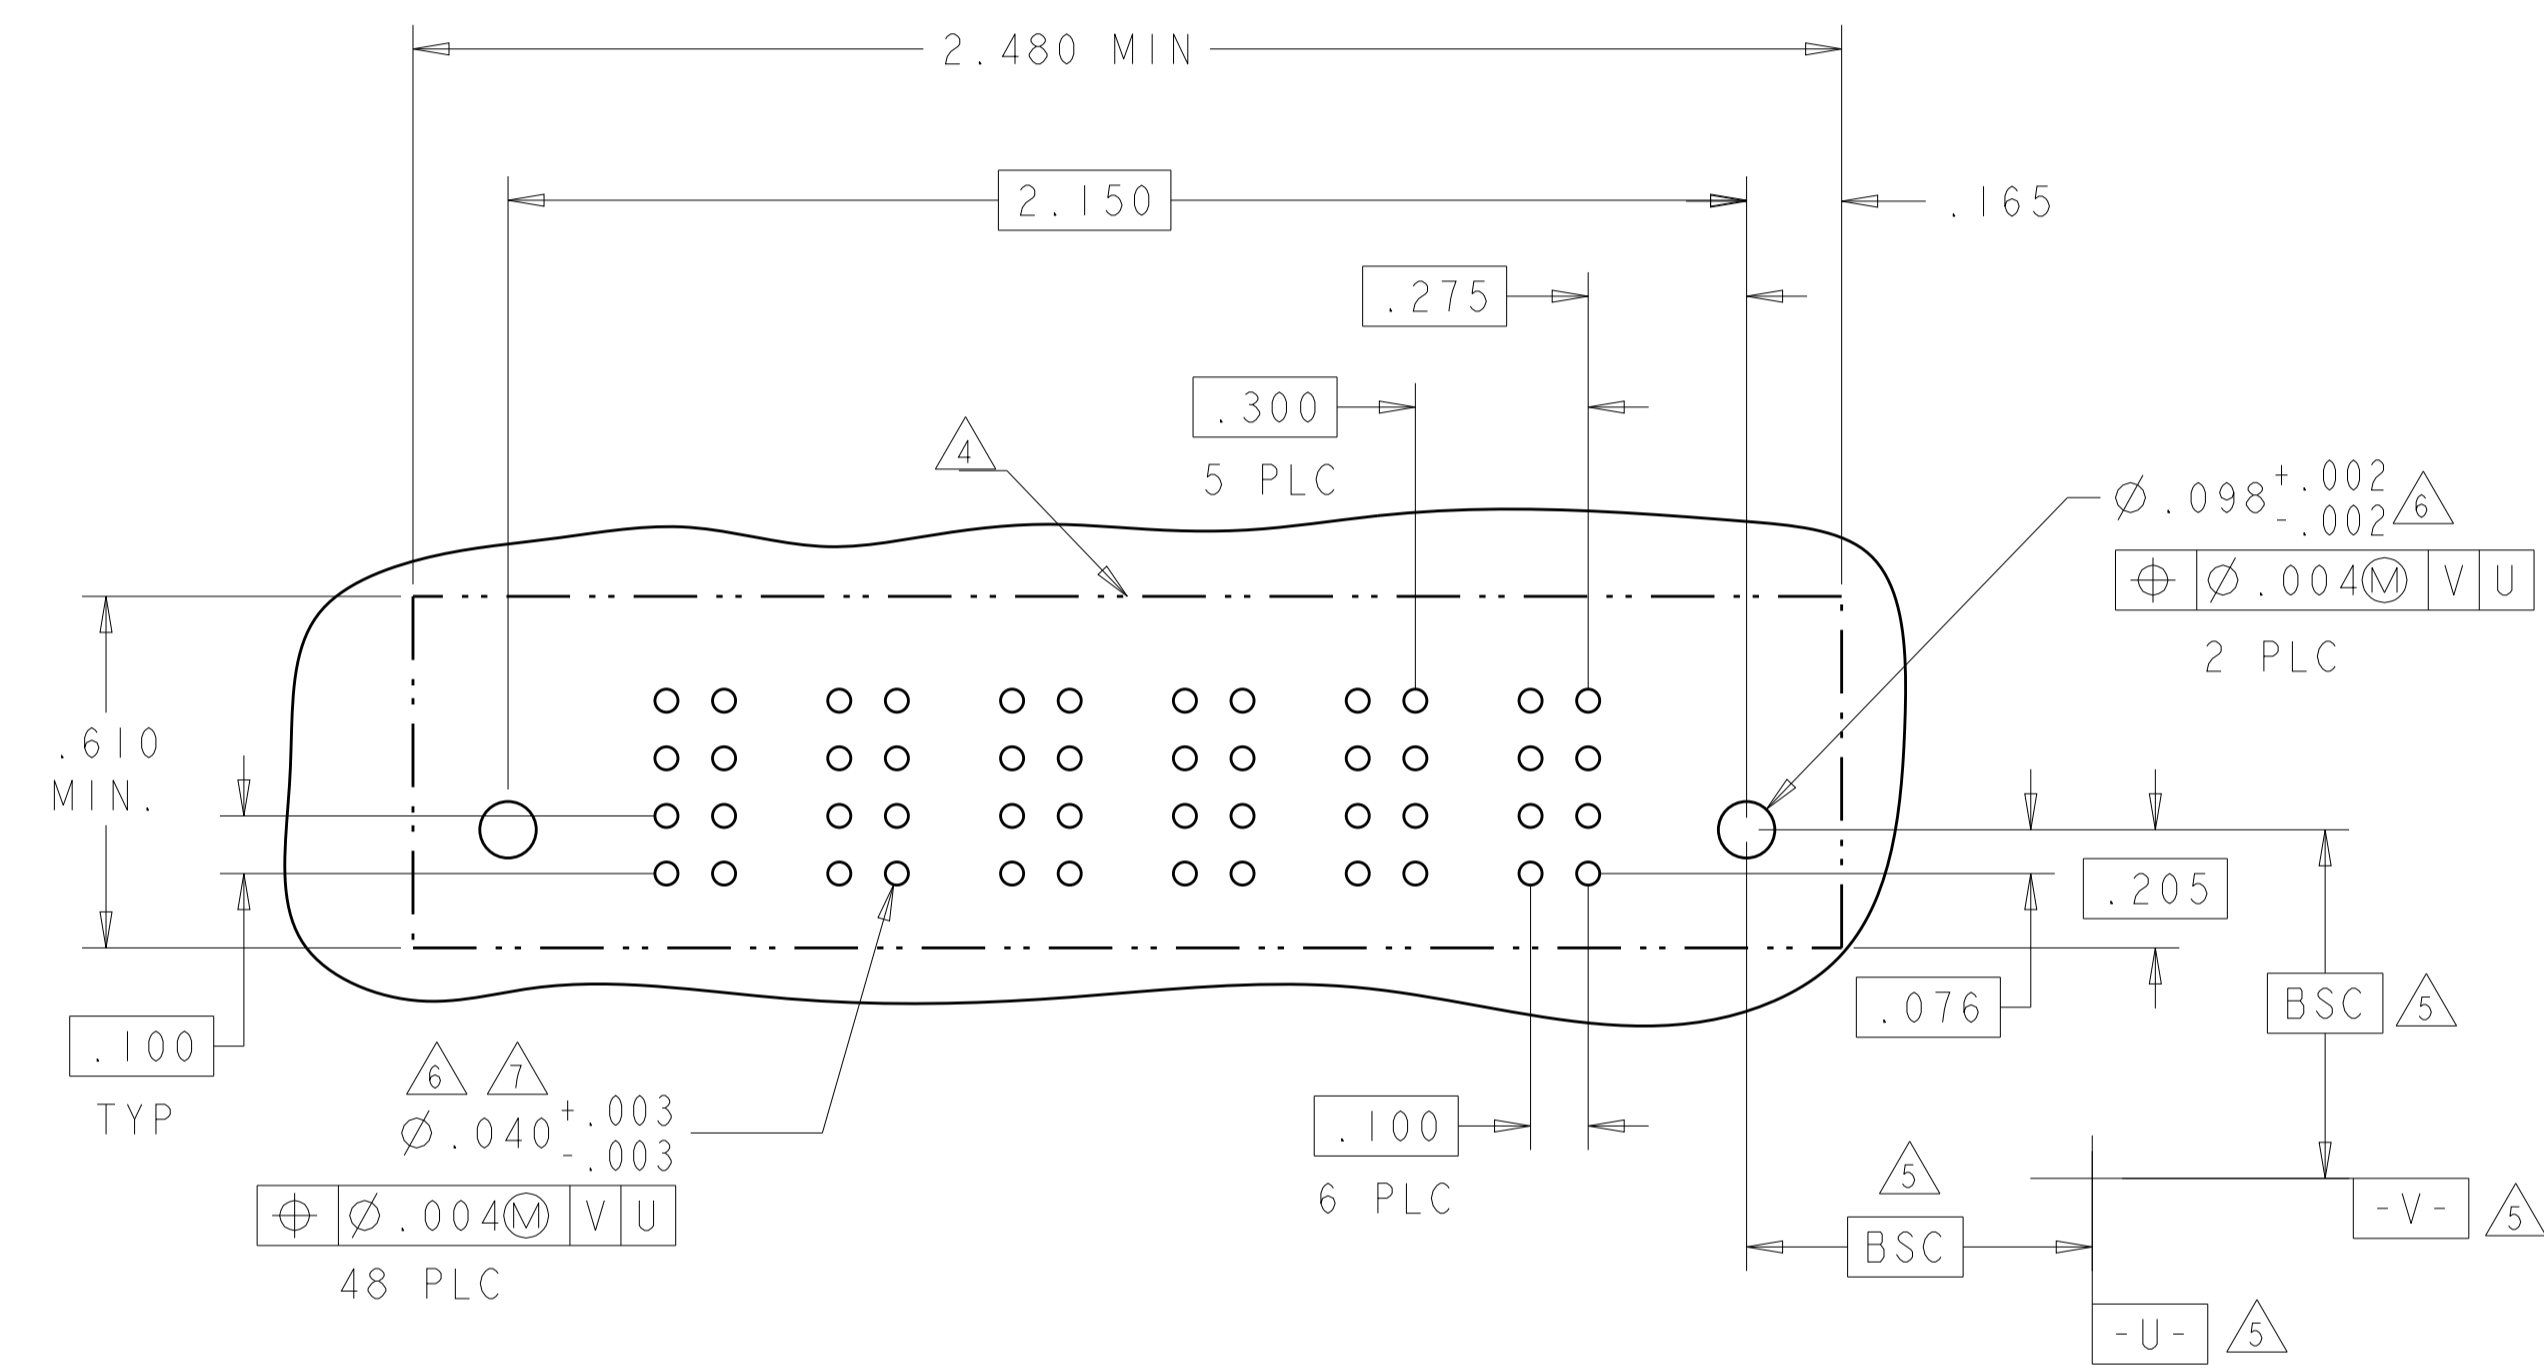 2.480 MIN
2.150
.165
.275
.300
5 PLC
4
Ø.098 +.002 -.002 6
⌖ Ø.004Ⓜ V U
2 PLC
.610
MIN.
.205
.076
BSC 5
.100
TYP
6 7
Ø.040 +.003 -.003
⌖ Ø.004Ⓜ V U
48 PLC
.100
6 PLC
5
BSC
-V- 5
-U- 5